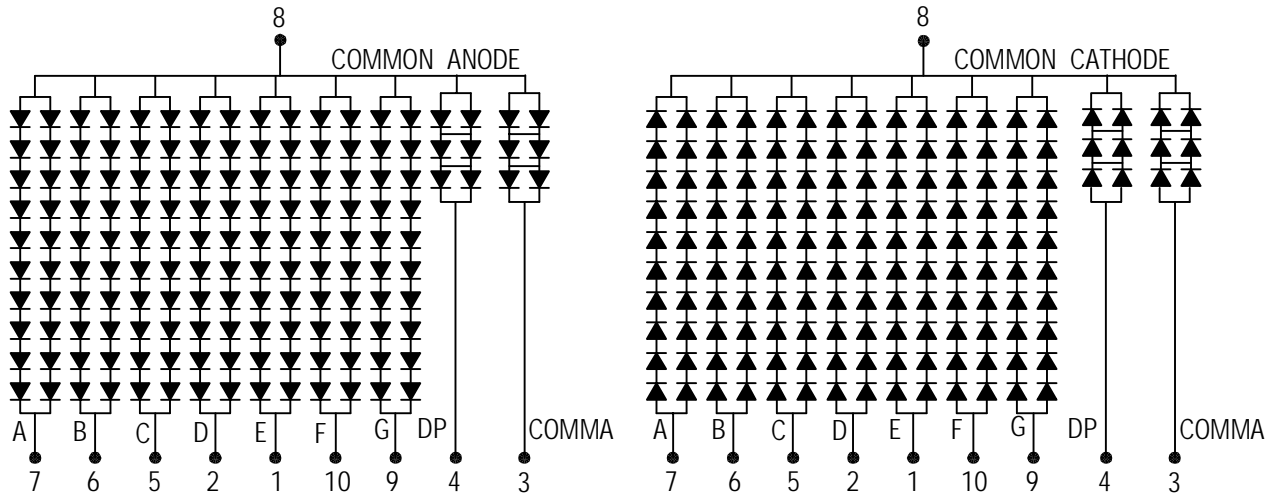 8
COMMON ANODE
A B C D E F G DP COMMA
7 6 5 2 1 10 9 4 3
8
COMMON CATHODE
A B C D E F G DP COMMA
7 6 5 2 1 10 9 4 3